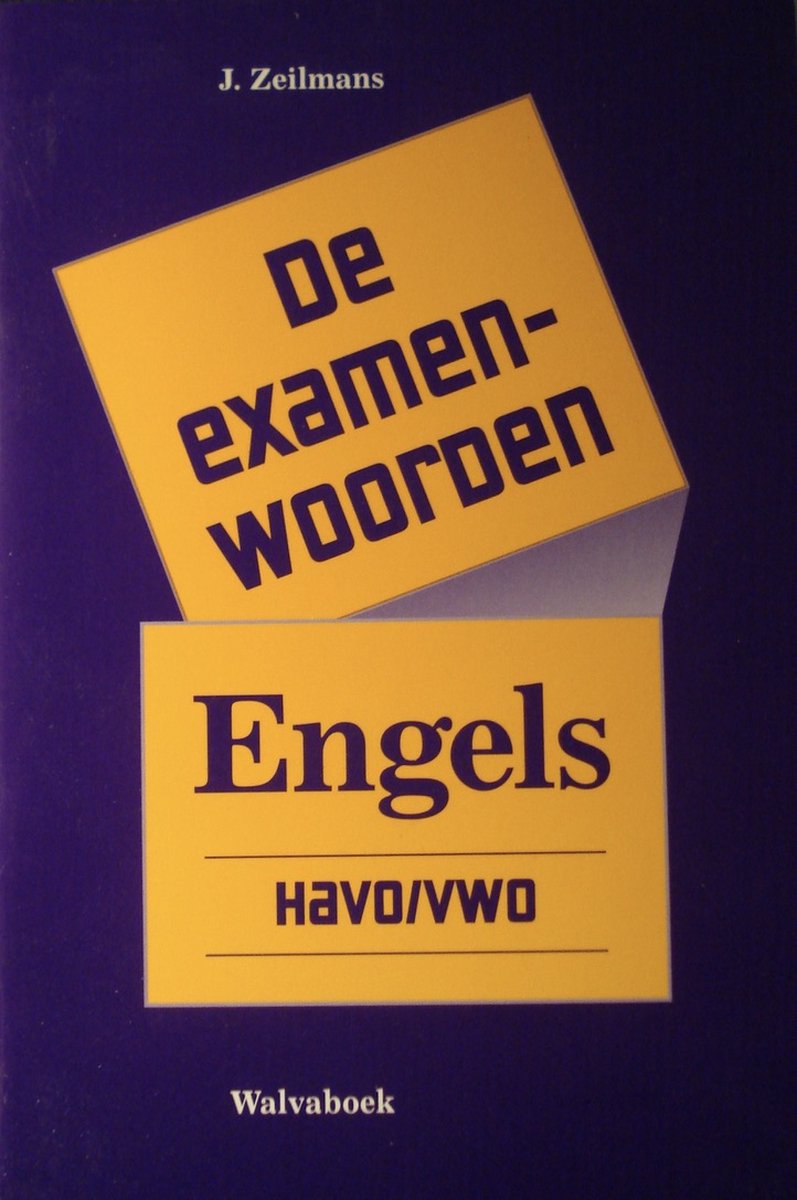 J. Zeilmans
De
examen-
woorden
Engels
HAVO/VWO
Walvaboek